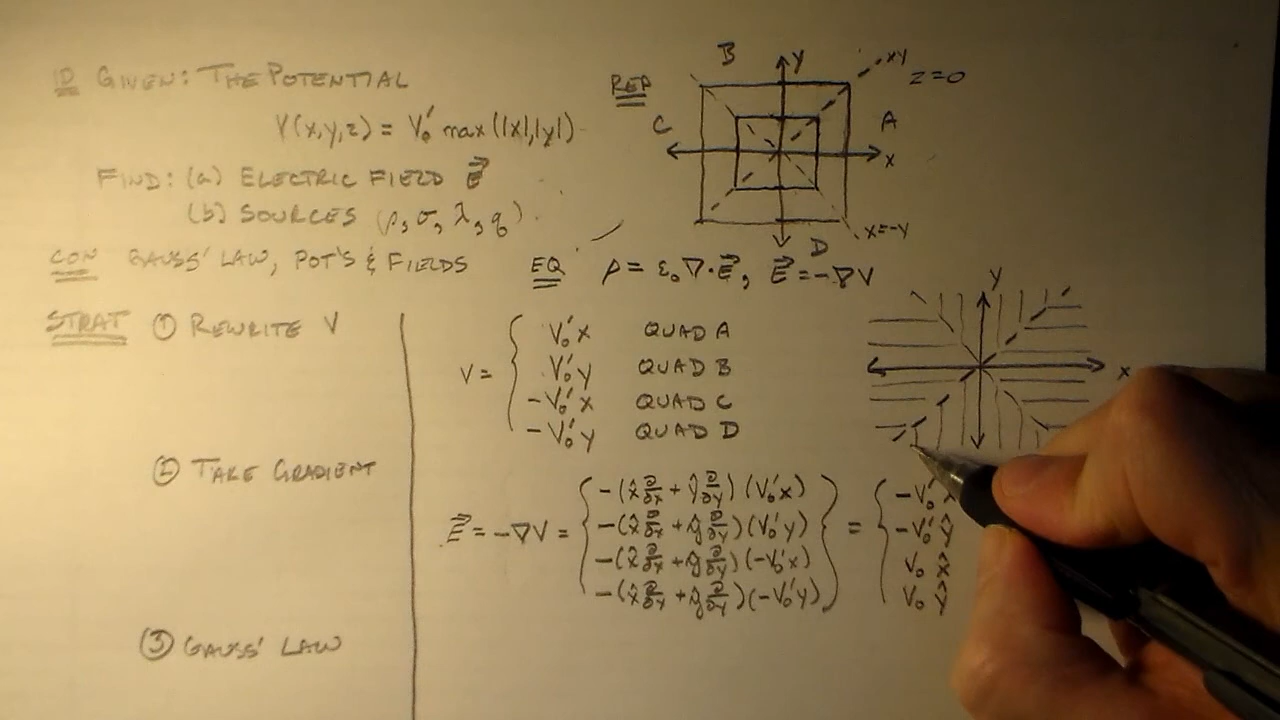 ID GIVEN: THE POTENTIAL
V(x,y,z) = V₀' max(|x|,|y|)
FIND: (a) ELECTRIC FIELD E⃗
(b) SOURCES (ρ, σ, λ, q).
REP
B
y
xy
z=0
C
A
x
D
x=-y
CON GAUSS' LAW, POT'S & FIELDS
EQ ρ = ε₀ ∇·E⃗, E⃗ = -∇V
STRAT ① REWRITE V
V = {
V₀'x QUAD A
V₀'y QUAD B
-V₀'x QUAD C
-V₀'y QUAD D
y
x
② TAKE GRADIENT
E⃗ = -∇V = {
-(x̂ ∂/∂x + ŷ ∂/∂y)(V₀'x)
-(x̂ ∂/∂x + ŷ ∂/∂y)(V₀'y)
-(x̂ ∂/∂x + ŷ ∂/∂y)(-V₀'x)
-(x̂ ∂/∂y + ŷ ∂/∂y)(-V₀'y)
} = {
-V₀' x̂
-V₀' ŷ
V₀ x̂
V₀ ŷ
③ GAUSS' LAW